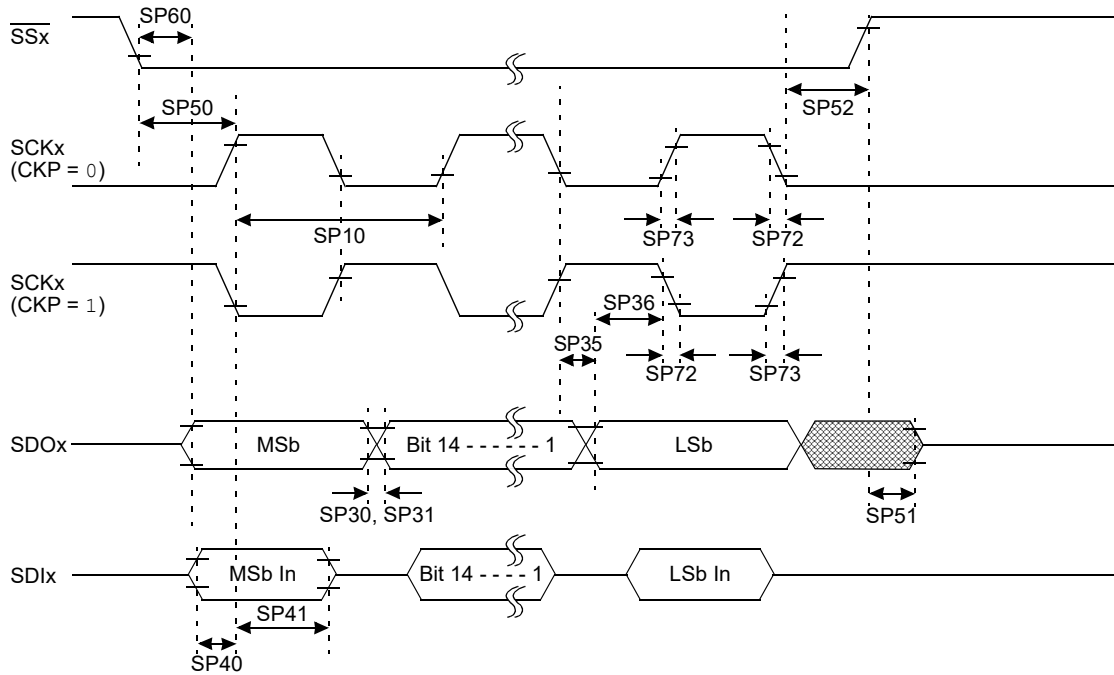 SP60
SSx
SP50
SP52
SCKx
(CKP = 0)
SP10
SP73
SP72
SCKx
(CKP = 1)
SP36
SP35
SP72
SP73
SDOx
MSb
Bit 14 - - - - - - 1
LSb
SP30, SP31
SP51
SDIx
MSb In
Bit 14 - - - - - 1
LSb In
SP41
SP40